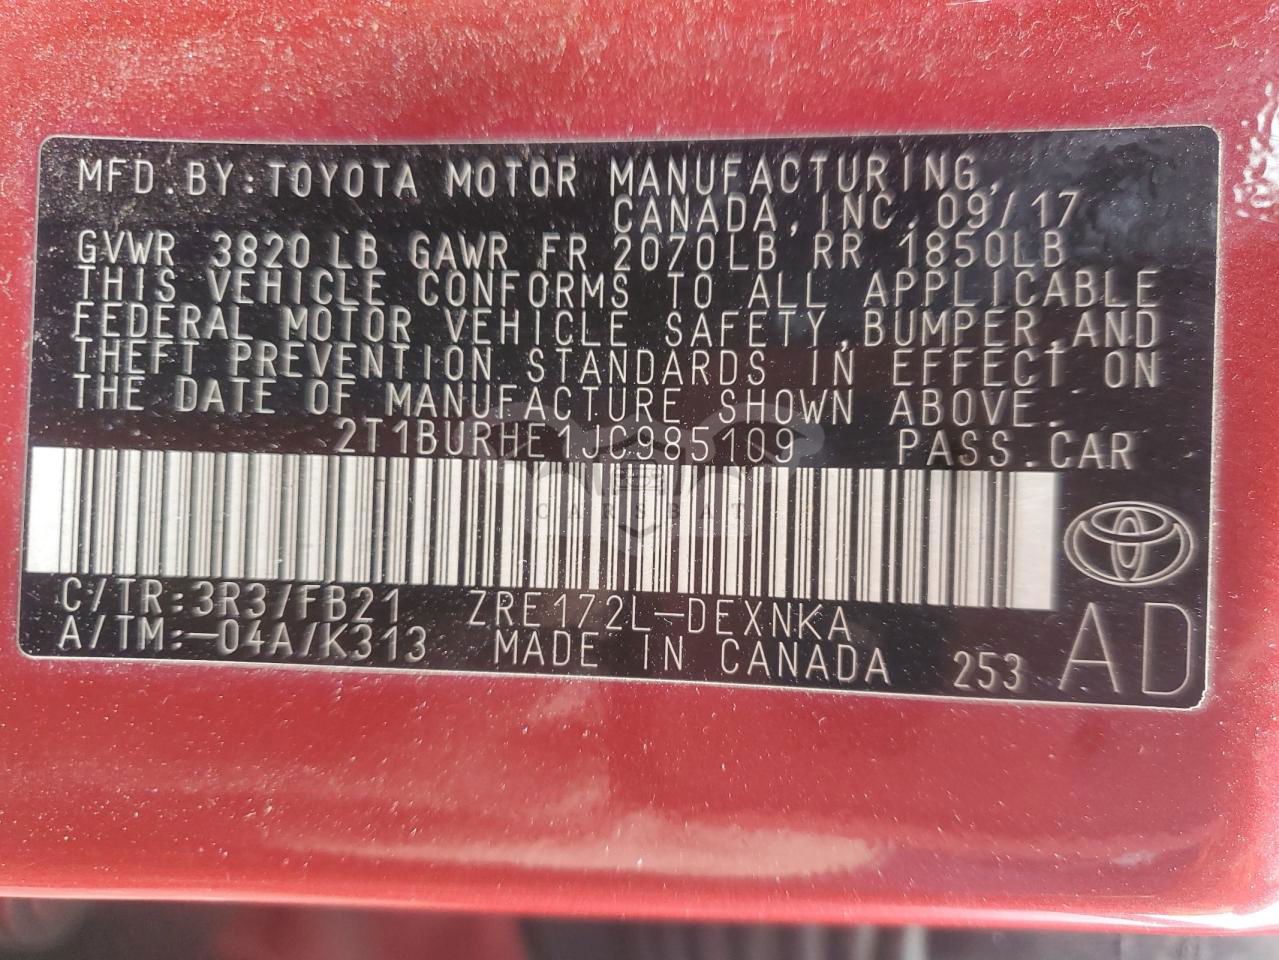 MFD.BY:TOYOTA MOTOR MANUFACTURING,
CANADA,INC.09/17
GVWR 3820LB GAWR FR 2070LB RR 1850LB
THIS VEHICLE CONFORMS TO ALL APPLICABLE
FEDERAL MOTOR VEHICLE SAFETY,BUMPER,AND
THEFT PREVENTION STANDARDS IN EFFECT ON
THE DATE OF MANUFACTURE SHOWN ABOVE.
2T1BURHE1JC985109 PASS.CAR
CARSBAT
C/TR:3R3/FB21 ZRE172L-DEXNKA
A/TM:-04A/K313 MADE IN CANADA 253 AD